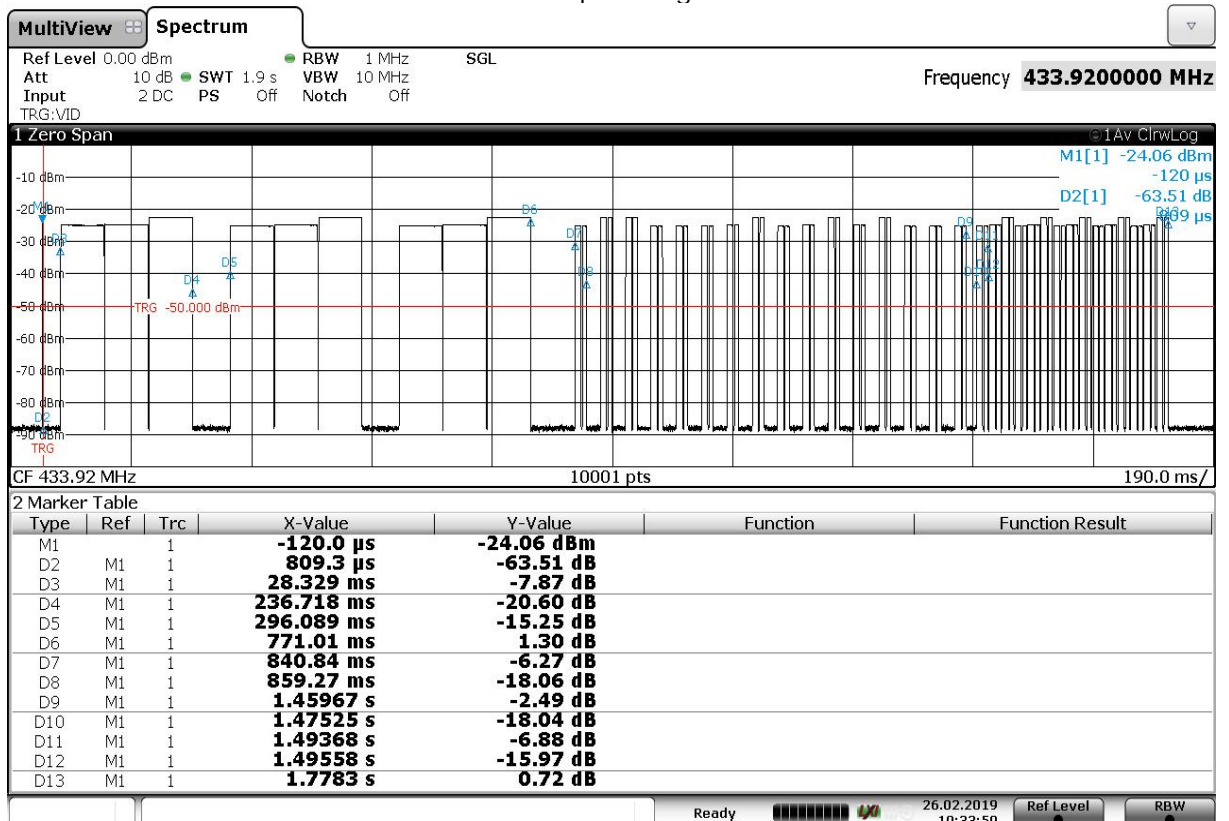 MultiView Spectrum
Ref Level 0.00 dBm RBW 1 MHz SGL
Att 10 dB SWT 1.9 s VBW 10 MHz
Input 2 DC PS Off Notch Off
TRG:VID
Frequency 433.9200000 MHz
1 Zero Span 1Av ClrwLog
M1[1] -24.06 dBm
-120 µs
D2[1] -63.51 dB
-10 dBm
-20 dBm
-30 dBm
-40 dBm
-50 dBm
-60 dBm
-70 dBm
-80 dBm
-90 dBm
D3
D4
D5
D6
D7
D8
D9
D2
TRG -50.000 dBm
TRG
CF 433.92 MHz 10001 pts 190.0 ms/
2 Marker Table
Type Ref Trc X-Value Y-Value Function Function Result
M1 1 -120.0 µs -24.06 dBm
D2 M1 1 809.3 µs -63.51 dB
D3 M1 1 28.329 ms -7.87 dB
D4 M1 1 236.718 ms -20.60 dB
D5 M1 1 296.089 ms -15.25 dB
D6 M1 1 771.01 ms 1.30 dB
D7 M1 1 840.84 ms -6.27 dB
D8 M1 1 859.27 ms -18.06 dB
D9 M1 1 1.45967 s -2.49 dB
D10 M1 1 1.47525 s -18.04 dB
D11 M1 1 1.49368 s -6.88 dB
D12 M1 1 1.49558 s -15.97 dB
D13 M1 1 1.7783 s 0.72 dB
Ready 26.02.2019 Ref Level RBW